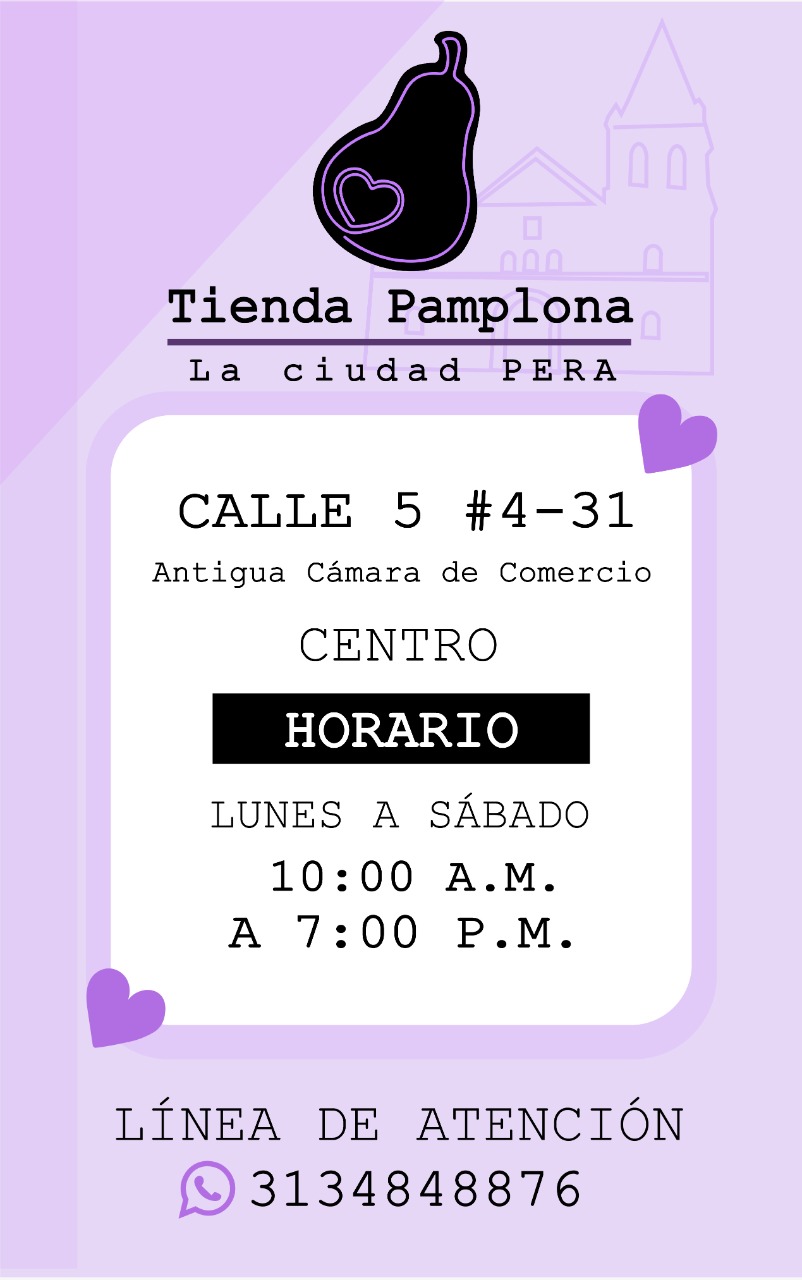 Tienda Pamplona
La ciudad PERA
CALLE 5 #4-31
Antigua Cámara de Comercio
CENTRO
HORARIO
LUNES A SÁBADO
10:00 A.M.
A 7:00 P.M.
LÍNEA DE ATENCIÓN
3134848876